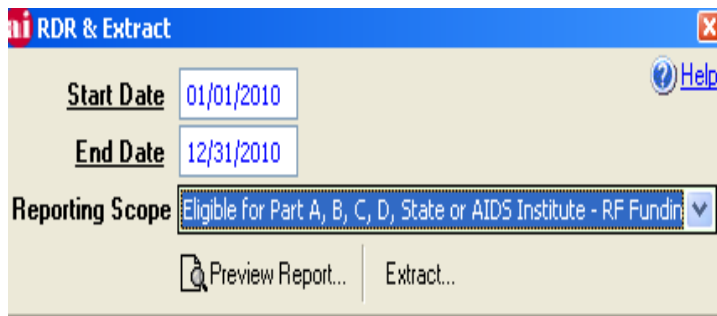 ai RDR & Extract
Help
Start Date 01/01/2010
End Date 12/31/2010
Reporting Scope Eligible for Part A, B, C, D, State or AIDS Institute - RF Fundin
Preview Report... Extract...